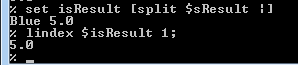 % set isResult [split $sResult |]
Blue 5.0
% lindex $isResult 1;
5.0
%